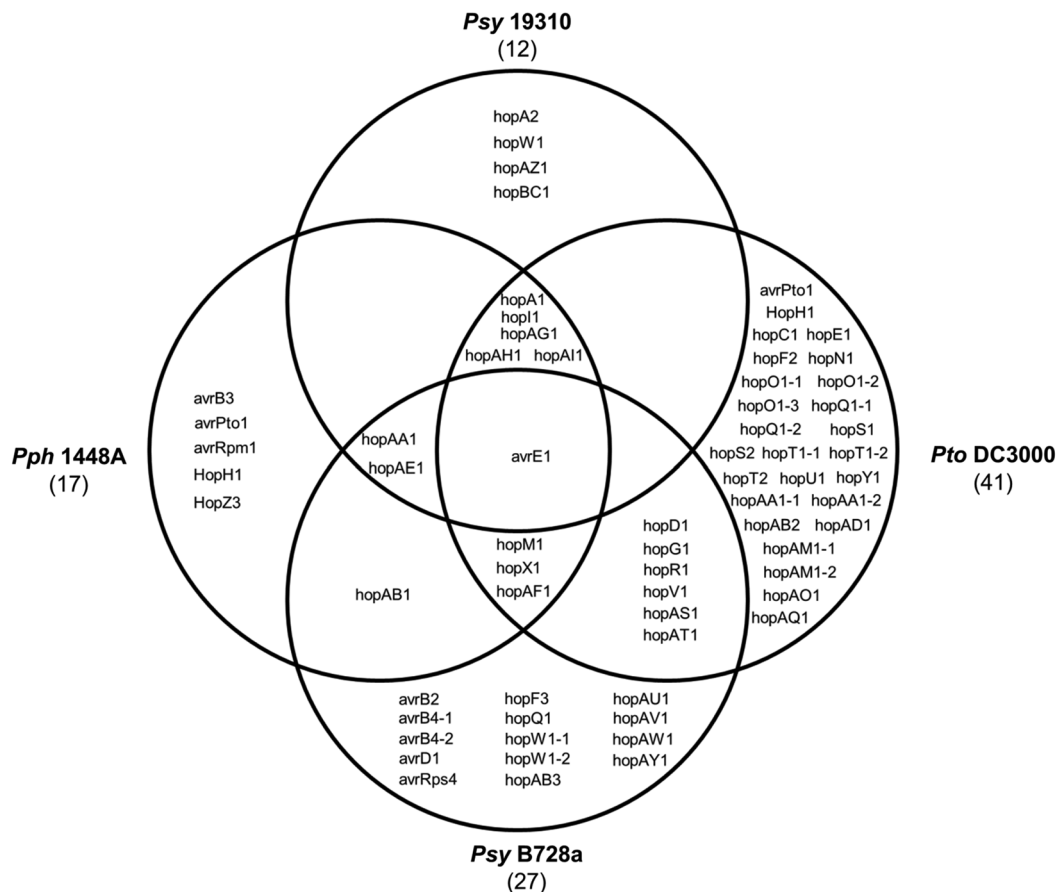 Psy 19310
(12)
hopA2
hopW1
hopAZ1
hopBC1
hopA1
hopI1
hopAG1
hopAH1 hopAI1
avrPto1
HopH1
hopC1 hopE1
hopF2 hopN1
hopO1-1 hopO1-2
hopO1-3 hopQ1-1
hopQ1-2 hopS1
hopS2 hopT1-1 hopT1-2
hopT2 hopU1 hopY1
hopAA1-1 hopAA1-2
hopAB2 hopAD1
hopAM1-1
hopAM1-2
hopAO1
hopAQ1
Pto DC3000
(41)
Pph 1448A
(17)
avrB3
avrPto1
avrRpm1
HopH1
HopZ3
hopAA1
hopAE1
avrE1
hopM1
hopX1
hopAF1
hopAB1
hopD1
hopG1
hopR1
hopV1
hopAS1
hopAT1
avrB2 hopF3 hopAU1
avrB4-1 hopQ1 hopAV1
avrB4-2 hopW1-1 hopAW1
avrD1 hopW1-2 hopAY1
avrRps4 hopAB3
Psy B728a
(27)